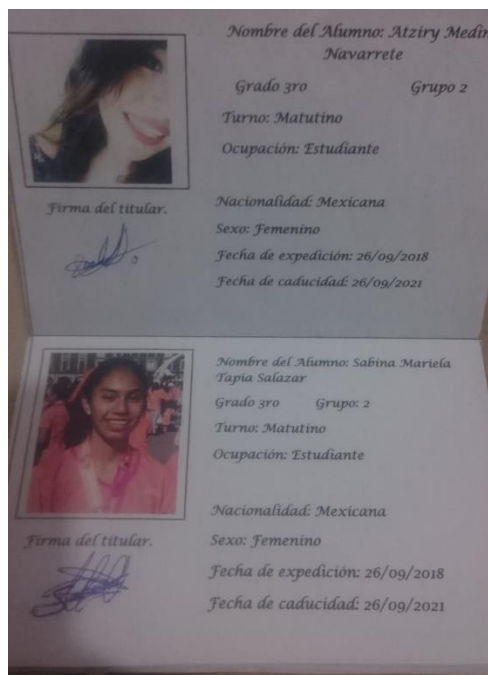 Nombre del Alumno: Atziry Medin
Navarrete
Grado 3ro Grupo 2
Turno: Matutino
Ocupación: Estudiante
Nacionalidad: Mexicana
Firma del titular.
Sexo: Femenino
Fecha de expedición: 26/09/2018
Fecha de caducidad: 26/09/2021
Nombre del Alumno: Sabina Mariela
Tapia Salazar
Grado 3ro Grupo: 2
Turno: Matutino
Ocupación: Estudiante
Nacionalidad: Mexicana
Firma del titular.
Sexo: Femenino
Fecha de expedición: 26/09/2018
Fecha de caducidad: 26/09/2021